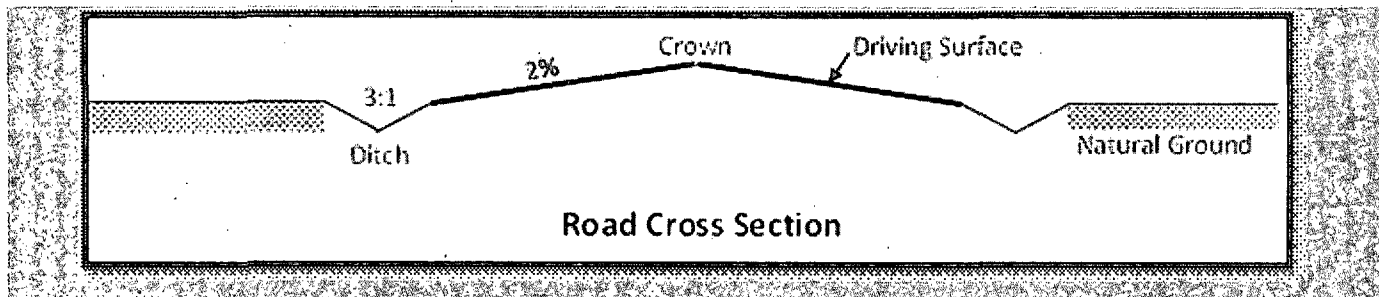 Crown
Driving Surface
2%
3:1
Ditch
Natural Ground
Road Cross Section